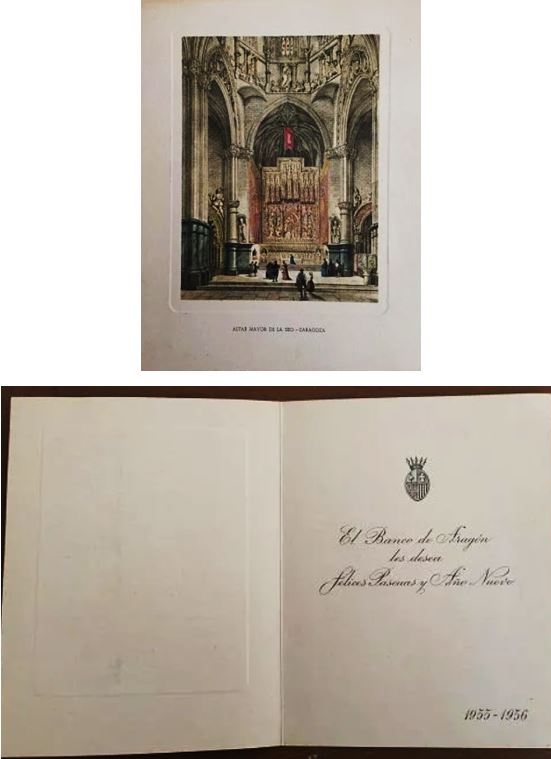 ALTAR MAYOR DE LA SEO - ZARAGOZA
El Banco de Aragón
les desea
Felices Pascuas y Año Nuevo
1955-1956